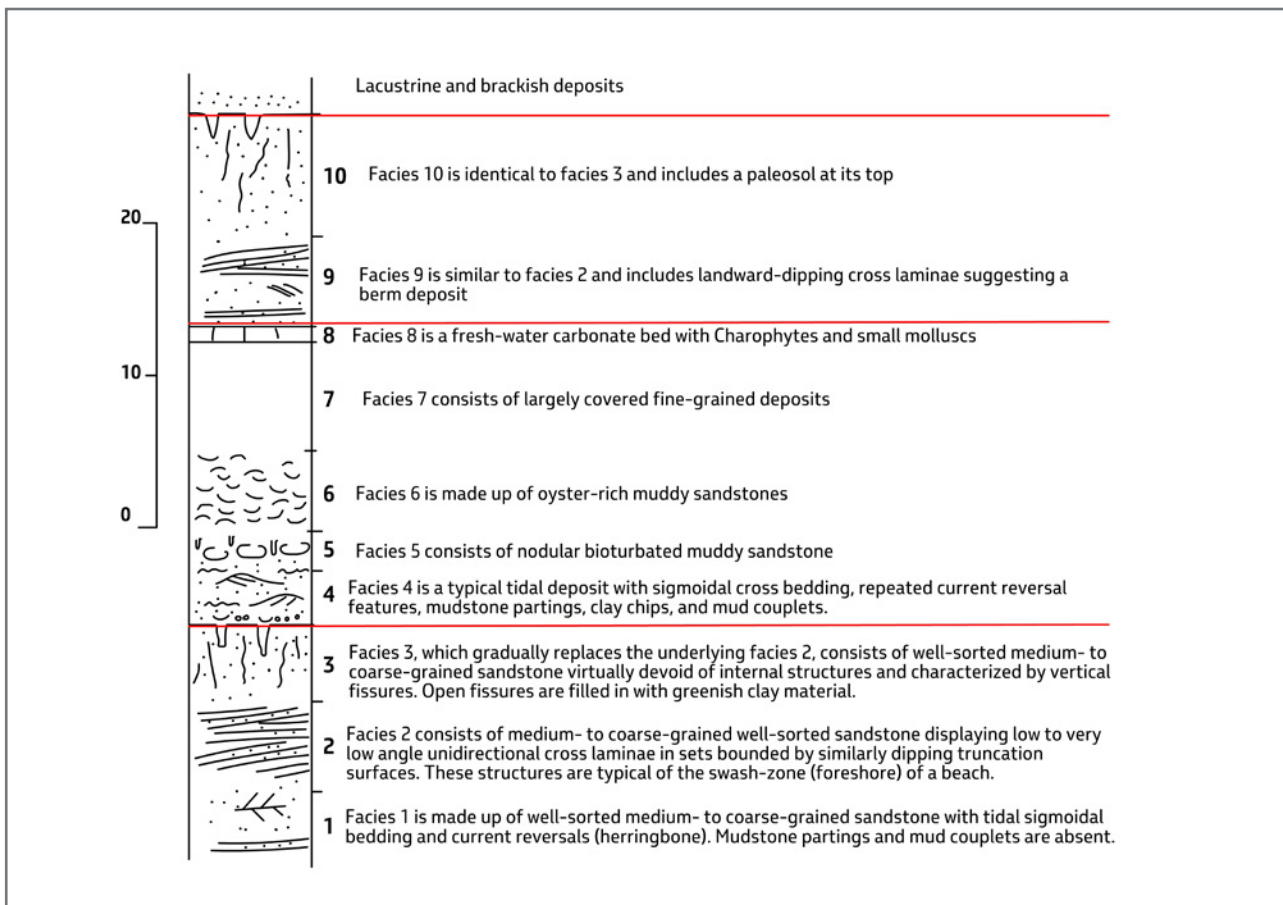 Lacustrine and brackish deposits
10 Facies 10 is identical to facies 3 and includes a paleosol at its top
20
9 Facies 9 is similar to facies 2 and includes landward-dipping cross laminae suggesting a
berm deposit
8 Facies 8 is a fresh-water carbonate bed with Charophytes and small molluscs
10
7 Facies 7 consists of largely covered fine-grained deposits
6 Facies 6 is made up of oyster-rich muddy sandstones
0
5 Facies 5 consists of nodular bioturbated muddy sandstone
4 Facies 4 is a typical tidal deposit with sigmoidal cross bedding, repeated current reversal
features, mudstone partings, clay chips, and mud couplets.
3 Facies 3, which gradually replaces the underlying facies 2, consists of well-sorted medium- to
coarse-grained sandstone virtually devoid of internal structures and characterized by vertical
fissures. Open fissures are filled in with greenish clay material.
2 Facies 2 consists of medium- to coarse-grained well-sorted sandstone displaying low to very
low angle unidirectional cross laminae in sets bounded by similarly dipping truncation
surfaces. These structures are typical of the swash-zone (foreshore) of a beach.
1 Facies 1 is made up of well-sorted medium- to coarse-grained sandstone with tidal sigmoidal
bedding and current reversals (herringbone). Mudstone partings and mud couplets are absent.